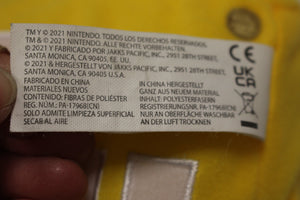 TM Y © 2021 NINTENDO. TODOS LOS DERECHOS RESERVADOS.
TM & © 2021 NINTENDO. ALLE RECHTE VORBEHALTEN.
© Y ® 2021 FABRICADO POR JAKKS PACIFIC, INC., 2951 28TH STREET,
SANTA MONICA, CA 90405. EE. UU.
© & ® 2021 HERGESTELLT VON JAKKS PACIFIC, INC., 2951 28TH STREET,
SANTA MONICA, CA 90405 U.S.A.
FABRICADO EN CHINA
MATERIALES NUEVOS
CONTENIDO: FIBRAS DE POLIÉSTER
REG. NÚM.: PA-17968(CN)
SOLO ADMITE LIMPIEZA SUPERFICIAL
SECAR AL AIRE
IN CHINA HERGESTELLT
GANZ AUS NEUEM MATERIAL
INHALT: POLYESTERFASERN
REGISTRIERUNGSNR.: PA-17968(CN)
NUR AN OBERFLÄCHE WASCHBAR
AN DER LUFT TROCKNEN
CE
UK
CA